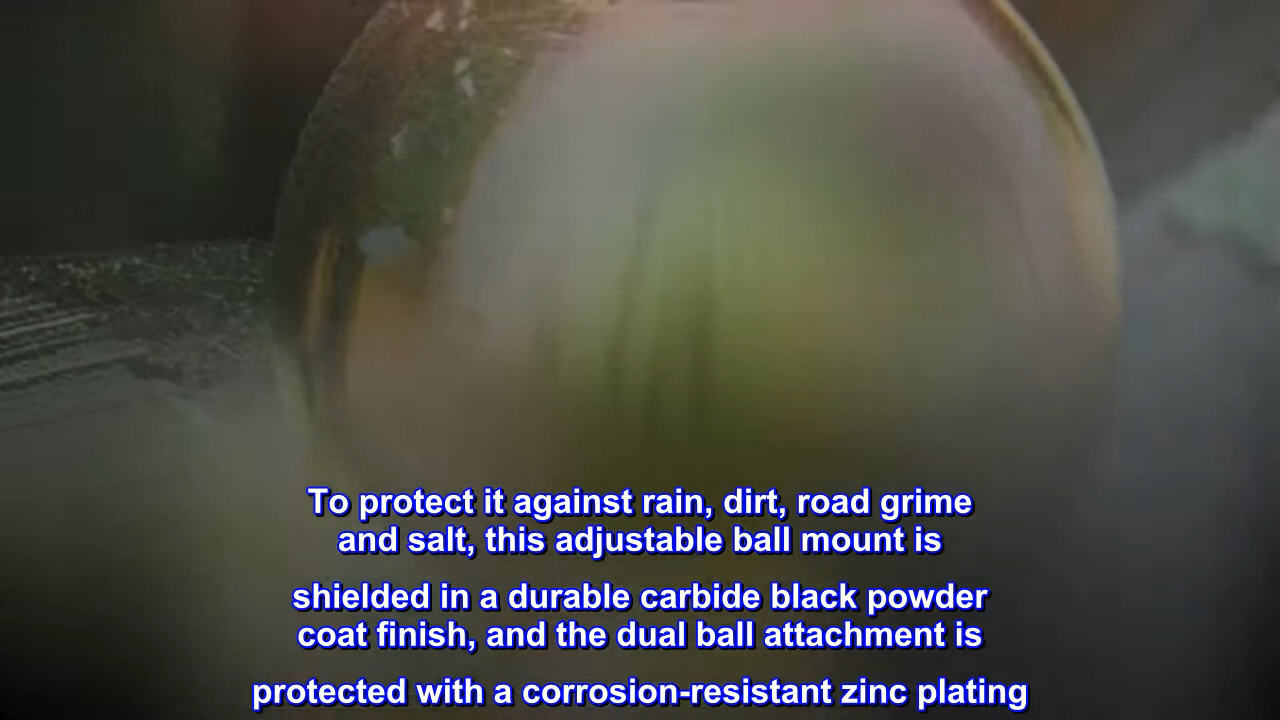 To protect it against rain, dirt, road grime
and salt, this adjustable ball mount is
shielded in a durable carbide black powder
coat finish, and the dual ball attachment is
protected with a corrosion-resistant zinc plating